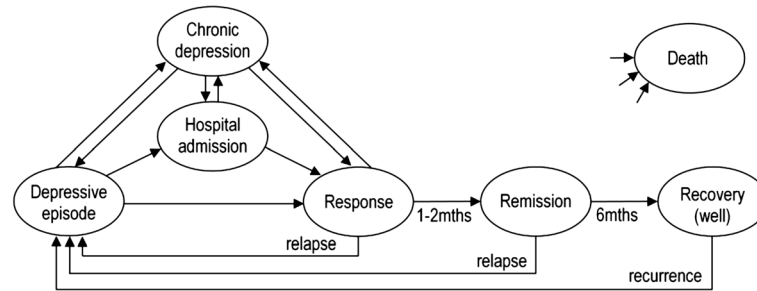 Chronic
depression
Death
Hospital
admission
Depressive
episode
Response
1-2mths
Remission
6mths
Recovery
(well)
relapse
relapse
recurrence